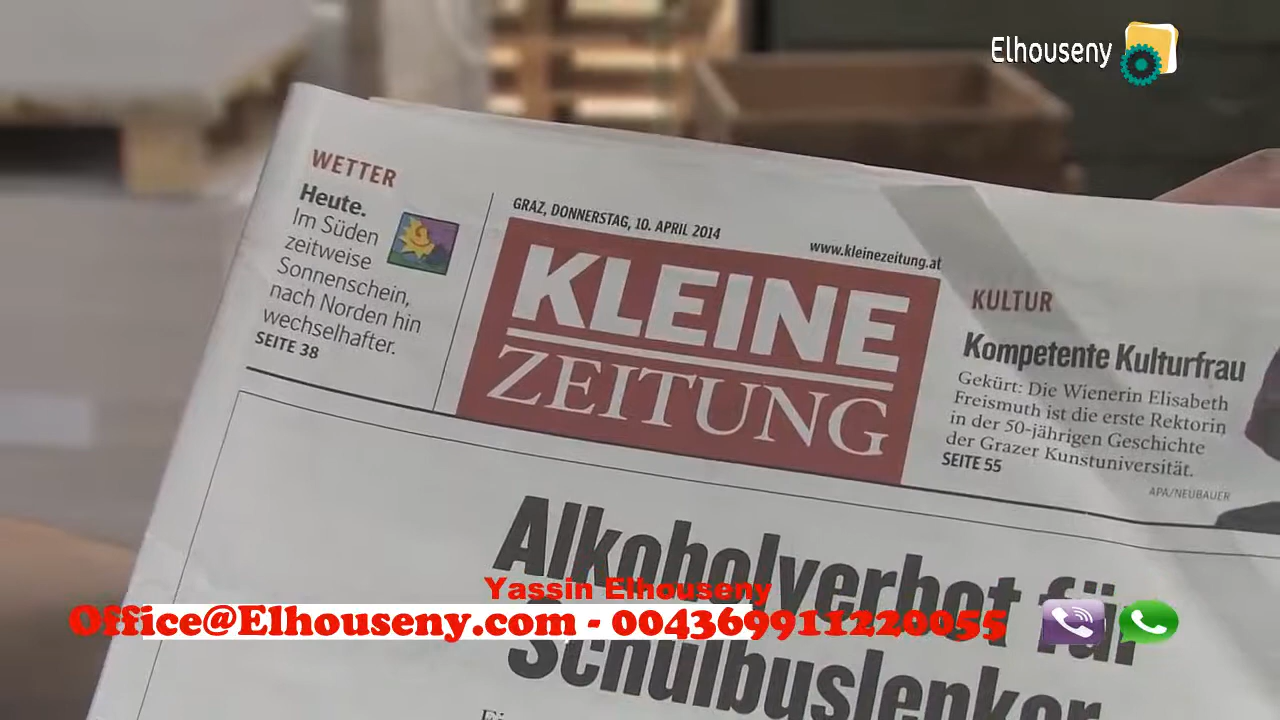 Elhouseny
WETTER
Heute.
Im Süden
zeitweise
Sonnenschein,
nach Norden hin
wechselhafter.
SEITE 38
GRAZ, DONNERSTAG, 10. APRIL 2014
www.kleinezeitung.at
KLEINE
ZEITUNG
KULTUR
Kompetente Kulturfrau
Gekürt: Die Wienerin Elisabeth
Freismuth ist die erste Rektorin
in der 50-jährigen Geschichte
der Grazer Kunstuniversität.
SEITE 55
APA/NEUBAUER
Alkoholverbot für
Schulbuslenker
Yassin Elhouseny
Office@Elhouseny.com - 004369911220055